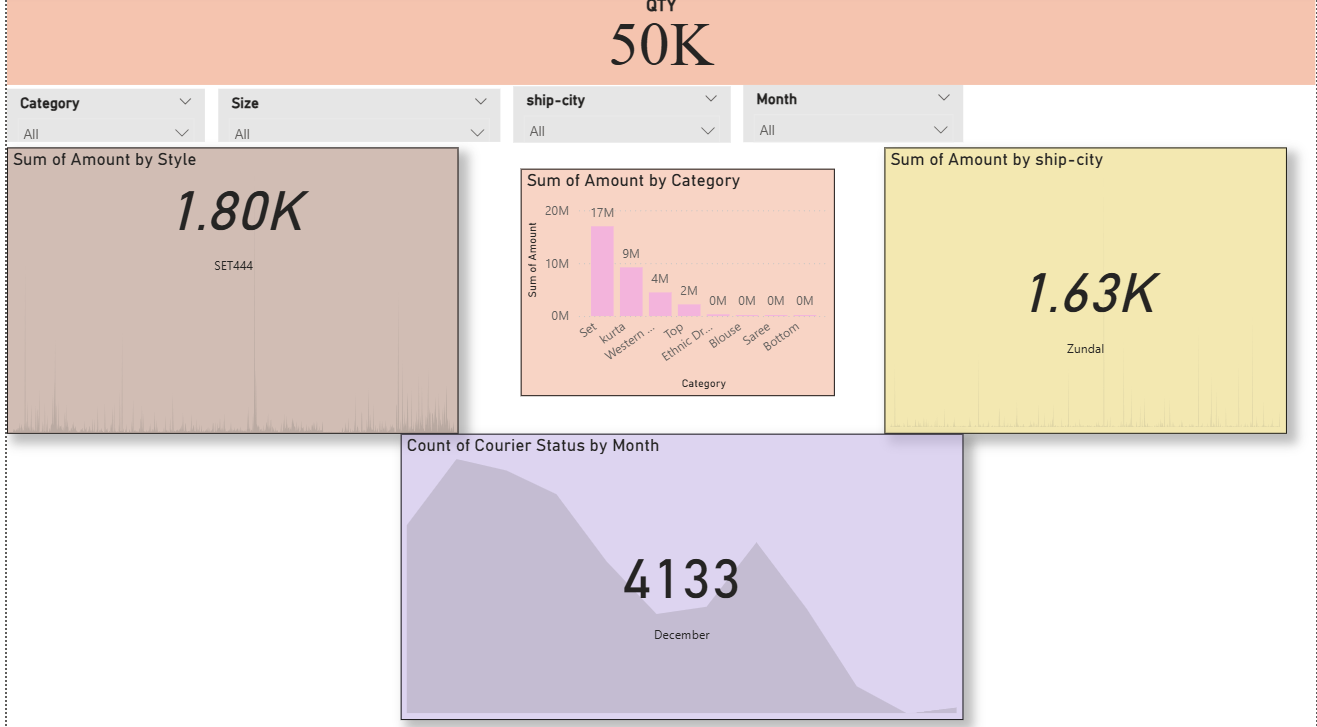 QTY
50K
Category
All
Size
All
ship-city
All
Month
All
Sum of Amount by Style
1.80K
SET444
Sum of Amount by Category
Sum of Amount
20M
10M
0M
17M
9M
4M
2M
0M
0M
0M
0M
Set
kurta
Western ...
Top
Ethnic Dr...
Blouse
Saree
Bottom
Category
Sum of Amount by ship-city
1.63K
Zundal
Count of Courier Status by Month
4133
December